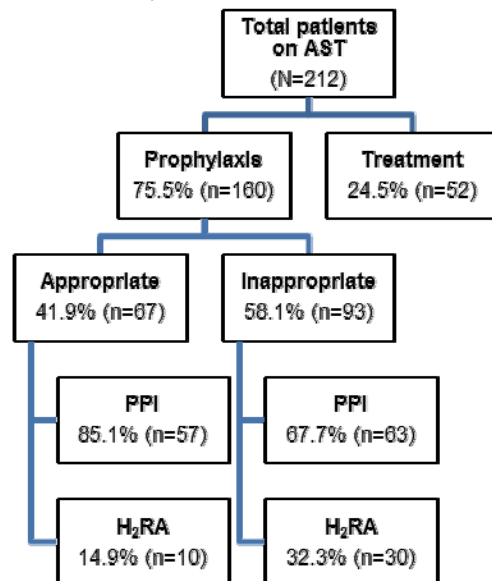 Total patients
on AST
(N=212)
Prophylaxis
75.5% (n=160)
Treatment
24.5% (n=52)
Appropriate
41.9% (n=67)
Inappropriate
58.1% (n=93)
PPI
85.1% (n=57)
PPI
67.7% (n=63)
H₂RA
14.9% (n=10)
H₂RA
32.3% (n=30)